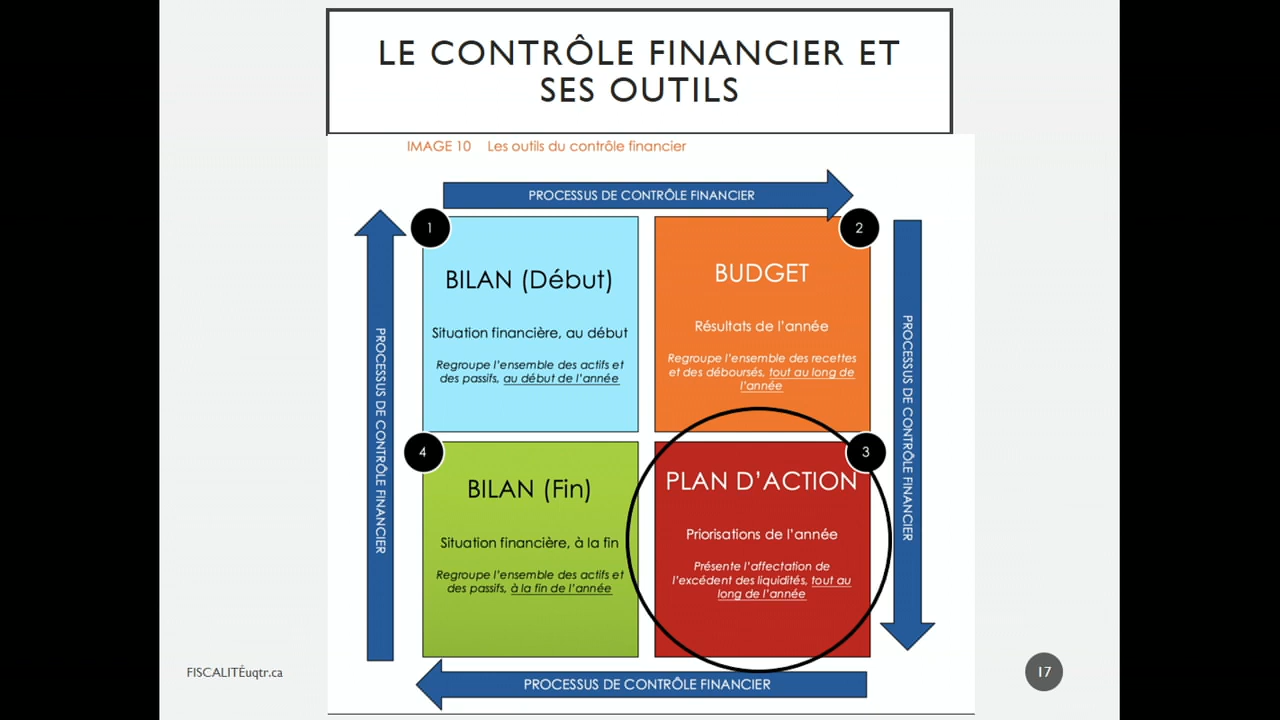 LE CONTRÔLE FINANCIER ET
SES OUTILS
IMAGE 10 Les outils du contrôle financier
PROCESSUS DE CONTRÔLE FINANCIER
1
BILAN (Début)
Situation financière, au début
Regroupe l'ensemble des actifs et
des passifs, au début de l'année
2
BUDGET
Résultats de l'année
Regroupe l'ensemble des recettes
et des déboursés, tout au long de
l'année
PROCESSUS DE CONTRÔLE FINANCIER
3
PLAN D'ACTION
Priorisations de l'année
Présente l'affectation de
l'excédent des liquidités, tout au
long de l'année
4
BILAN (Fin)
Situation financière, à la fin
Regroupe l'ensemble des actifs et
des passifs, à la fin de l'année
PROCESSUS DE CONTRÔLE FINANCIER
PROCESSUS DE CONTRÔLE FINANCIER
FISCALITÉuqtr.ca
17